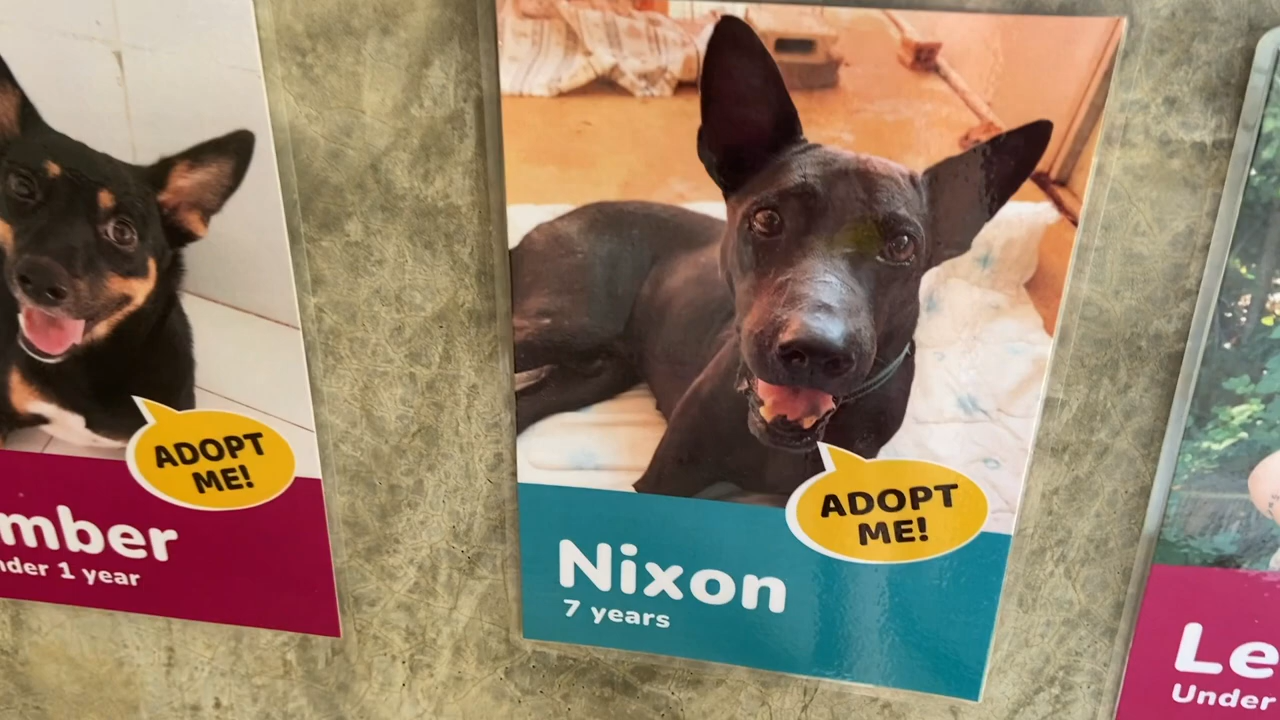 ADOPT
ME!
mber
nder 1 year
ADOPT
ME!
Nixon
7 years
Le
Under